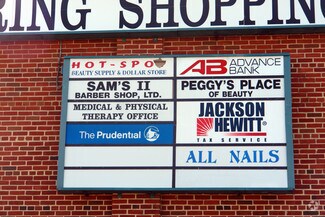 RING SHOPPING
HOT-SPO
BEAUTY SUPPLY & DOLLAR STORE
SAM'S II
BARBER SHOP, LTD.
MEDICAL & PHYSICAL
THERAPY OFFICE
The Prudential
AB ADVANCE
BANK
PEGGY'S PLACE
OF BEAUTY
JACKSON
HEWITT
TAX SERVICE
ALL NAILS